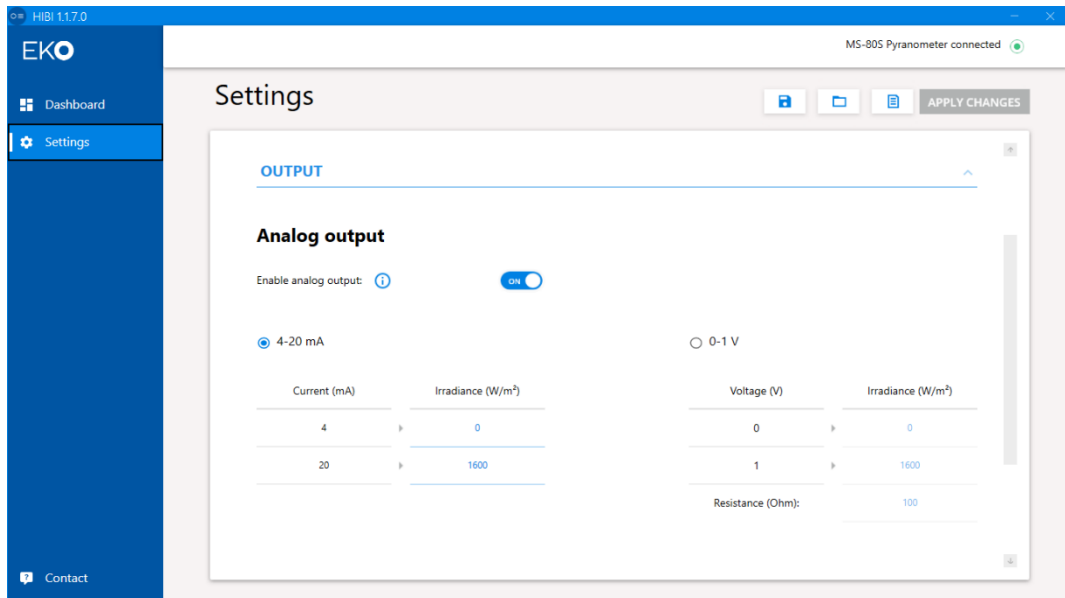 HIBI 1.1.7.0
EKO
MS-80S Pyranometer connected
Dashboard
Settings
Contact
Settings
APPLY CHANGES
OUTPUT
Analog output
Enable analog output: i ON
4-20 mA
Current (mA) Irradiance (W/m²)
4 0
20 1600
0-1 V
Voltage (V) Irradiance (W/m²)
0 0
1 1600
Resistance (Ohm): 100